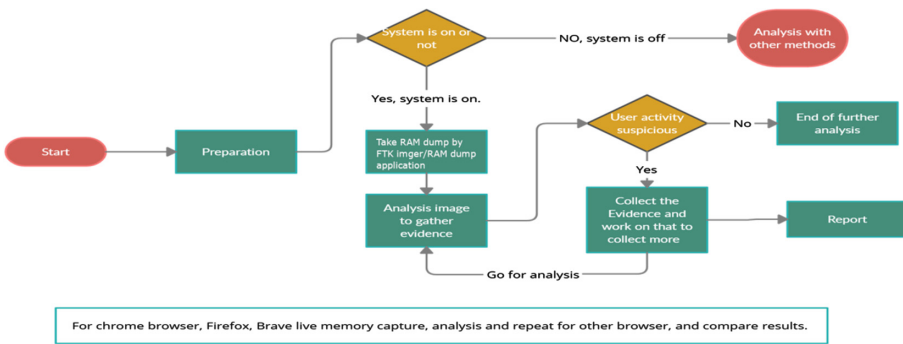 System is on or
not
NO, system is off
Analysis with
other methods
Yes, system is on.
Start
Preparation
Take RAM dump by
FTK imger/RAM dump
application
User activity
suspicious
No
End of further
analysis
Yes
Analysis image
to gather
evidence
Collect the
Evidence and
work on that to
collect more
Report
Go for analysis
For chrome browser, Firefox, Brave live memory capture, analysis and repeat for other browser, and compare results.